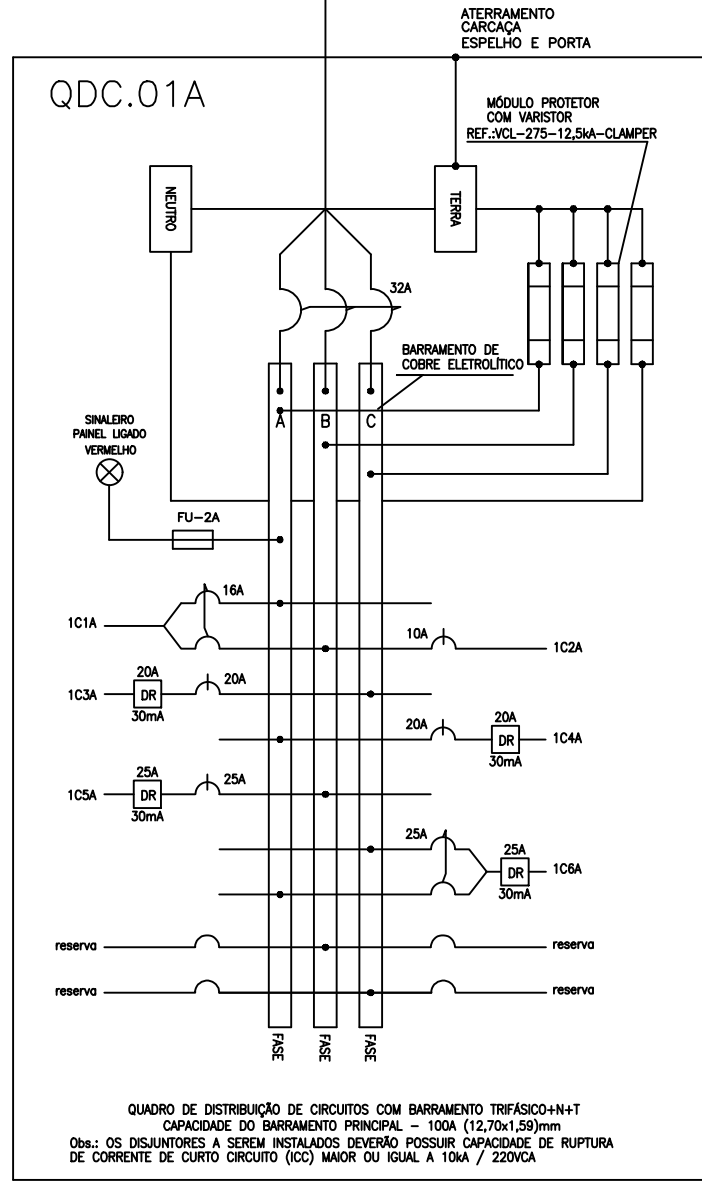 ATERRAMENTO
CARCAÇA
ESPELHO E PORTA
QDC.01A
MÓDULO PROTETOR
COM VARISTOR
REF.:VCL-275-12,5kA-CLAMPER
NEUTRO
TERRA
32A
BARRAMENTO DE
COBRE ELETROLÍTICO
A
B
C
SINALEIRO
PAINEL LIGADO
VERMELHO
FU-2A
16A
1C1A
10A
1C2A
20A
20A
1C3A
DR
30mA
20A
20A
DR
1C4A
30mA
25A
25A
1C5A
DR
30mA
25A
25A
DR
1C6A
30mA
reserva
reserva
reserva
reserva
FASE
FASE
FASE
QUADRO DE DISTRIBUIÇÃO DE CIRCUITOS COM BARRAMENTO TRIFÁSICO+N+T
CAPACIDADE DO BARRAMENTO PRINCIPAL - 100A (12,70x1,59)mm
Obs.: OS DISJUNTORES A SEREM INSTALADOS DEVERÃO POSSUIR CAPACIDADE DE RUPTURA
DE CORRENTE DE CURTO CIRCUITO (ICC) MAIOR OU IGUAL A 10kA / 220VCA